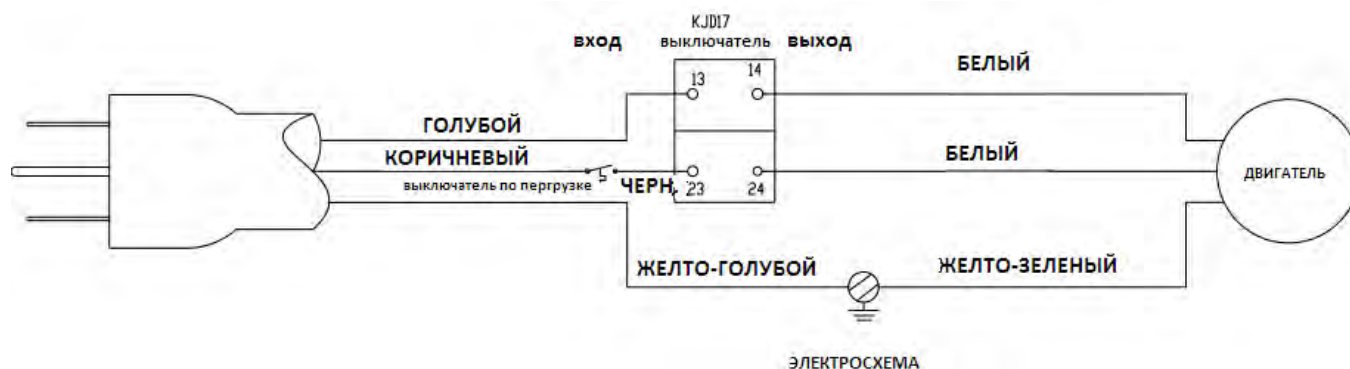 KJD17
вход выключатель выход
13 14
БЕЛЫЙ
ГОЛУБОЙ
КОРИЧНЕВЫЙ
выключатель по пергрузке ЧЕРН.
23 24
БЕЛЫЙ
ДВИГАТЕЛЬ
ЖЕЛТО-ГОЛУБОЙ
ЖЕЛТО-ЗЕЛЕНЫЙ
ЭЛЕКТРОСХЕМА